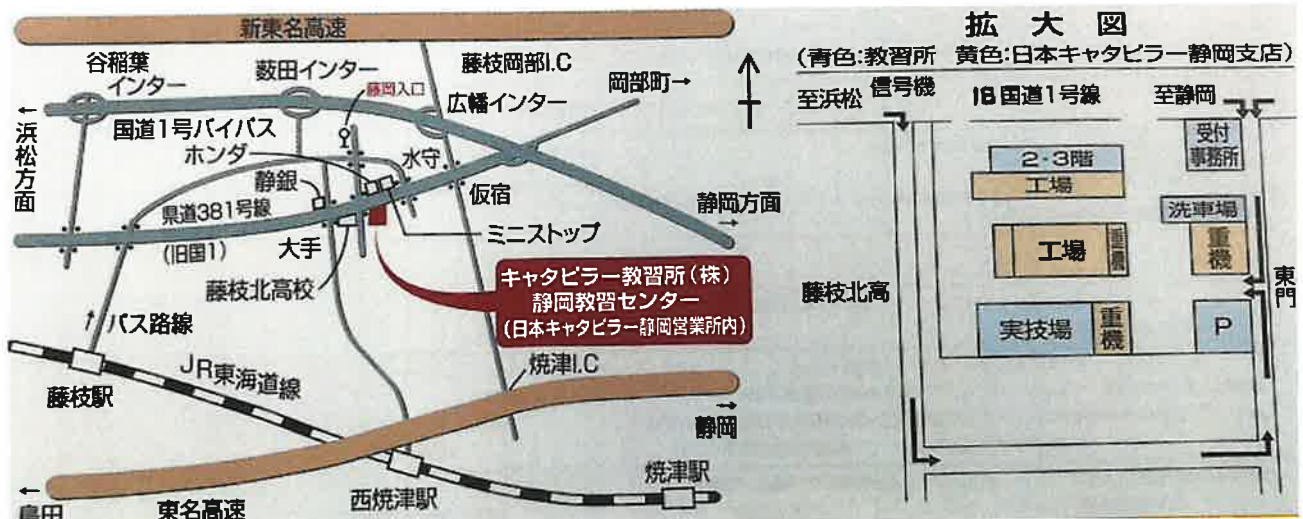 新東名高速
谷稲葉
インター
薮田インター
藤岡入口
藤枝岡部I.C
岡部町→
広幡インター
←浜松方面
国道1号バイパス
ホンダ
水守
静銀
仮宿
県道381号線
(旧国1)
大手
ミニストップ
静岡方面
→
藤枝北高校
キャタピラー教習所(株)
静岡教習センター
(日本キャタピラー静岡営業所内)
バス路線
JR東海道線
焼津I.C
藤枝駅
静岡
→
西焼津駅
焼津駅
←
島田
東名高速
拡大図
(青色:教習所 黄色:日本キャタピラー静岡支店)
至浜松
信号機
旧国道1号線
至静岡
受付
事務所
2・3階
工場
洗車場
工場
重機
重機
藤枝北高
東門
実技場
重機
P